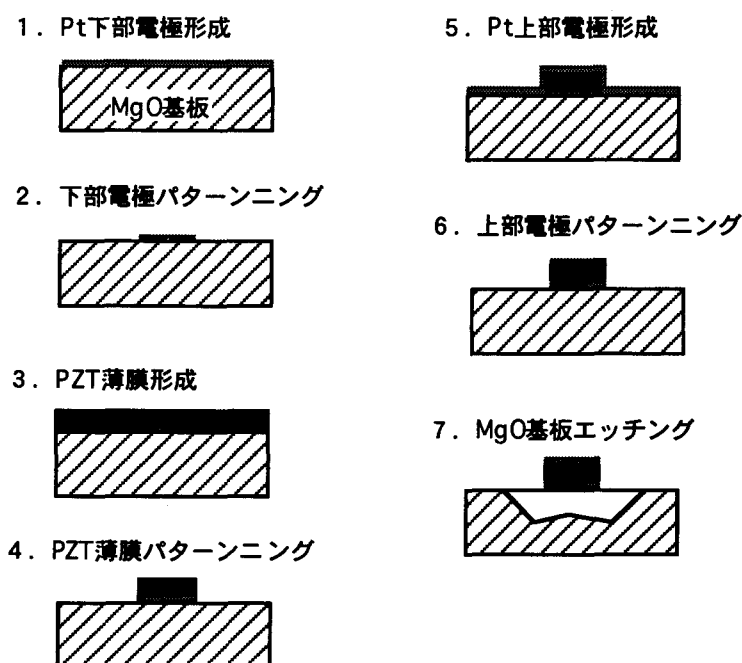 1. Pt下部電極形成
MgO基板
2. 下部電極パターンニング
3. PZT薄膜形成
4. PZT薄膜パターンニング
5. Pt上部電極形成
6. 上部電極パターンニング
7. MgO基板エッチング